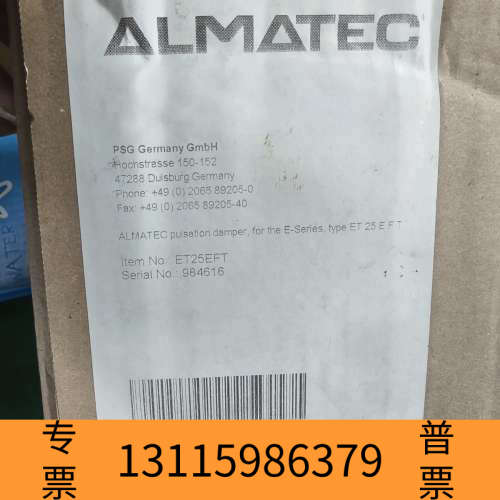 ALMATEC
PSG Germany GmbH
Hochstrasse 150-152
47288 Duisburg Germany
Phone: +49 (0) 2065 89205-0
Fax: +49 (0) 2065 89205-40
ALMATEC pulsation damper, for the E-Series, type ET 25 E F T
Item No.: ET25EFT
Serial No.: 984616
WATER
专票 13115986379 普票